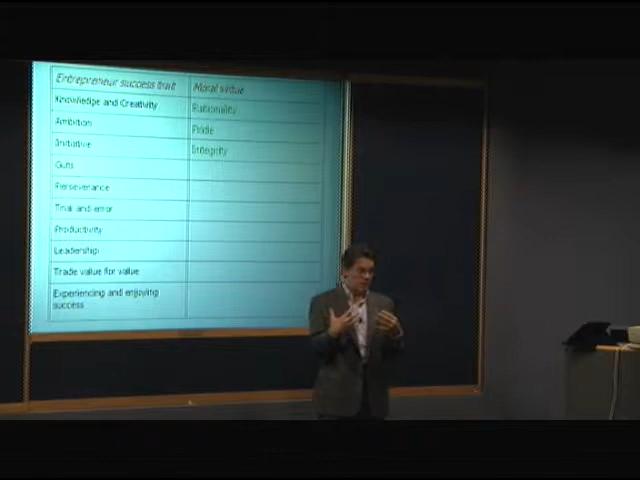 Entrepreneur success trait Moral virtue
Knowledge and Creativity Rationality
Ambition Pride
Initiative Integrity
Guts
Perseverance
Trial and error
Productivity
Leadership
Trade value for value
Experiencing and enjoying
success